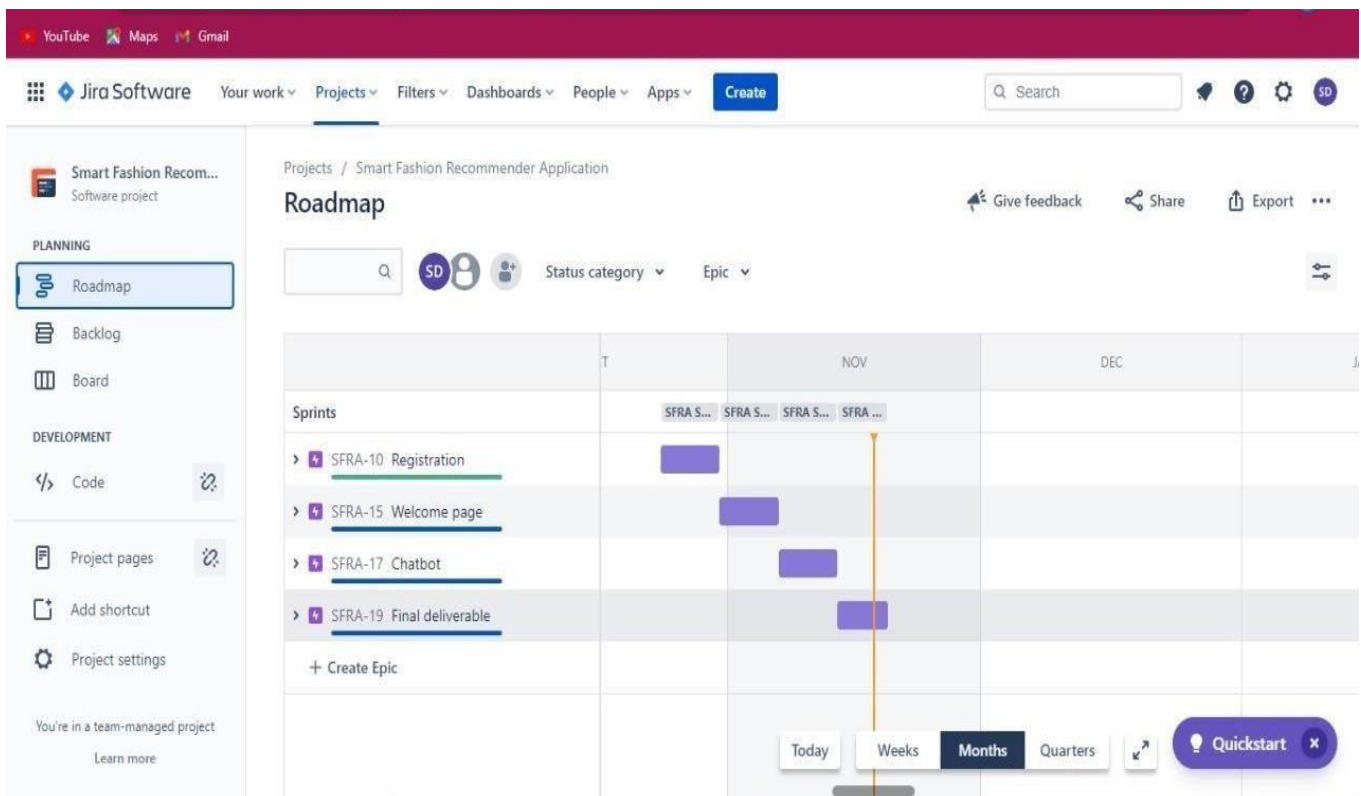 YouTube Maps Gmail
Jira Software Your work Projects Filters Dashboards People Apps Create Search SD
Smart Fashion Recom...
Software project
Projects / Smart Fashion Recommender Application
Roadmap
Give feedback Share Export
PLANNING
Roadmap
Backlog
Board
DEVELOPMENT
Code
Project pages
Add shortcut
Project settings
You're in a team-managed project
Learn more
SD Status category Epic
T NOV DEC
Sprints SFRA S... SFRA S... SFRA S... SFRA ...
SFRA-10 Registration
SFRA-15 Welcome page
SFRA-17 Chatbot
SFRA-19 Final deliverable
+ Create Epic
Today Weeks Months Quarters
Quickstart x